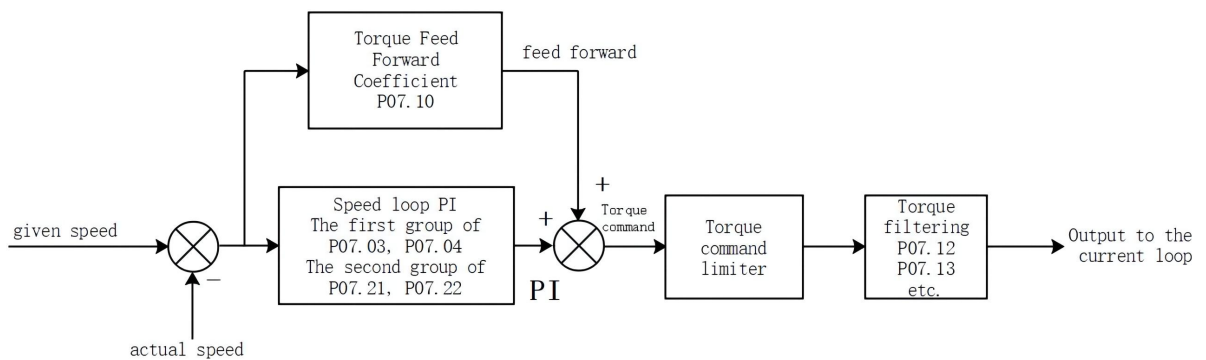 Torque Feed
Forward
Coefficient
P07.10
feed forward
given speed
Speed loop PI
The first group of
P07.03, P07.04
The second group of
P07.21, P07.22
PI
+
+
Torque
command
Torque
command
limiter
Torque
filtering
P07.12
P07.13
etc.
Output to the
current loop
−
actual speed